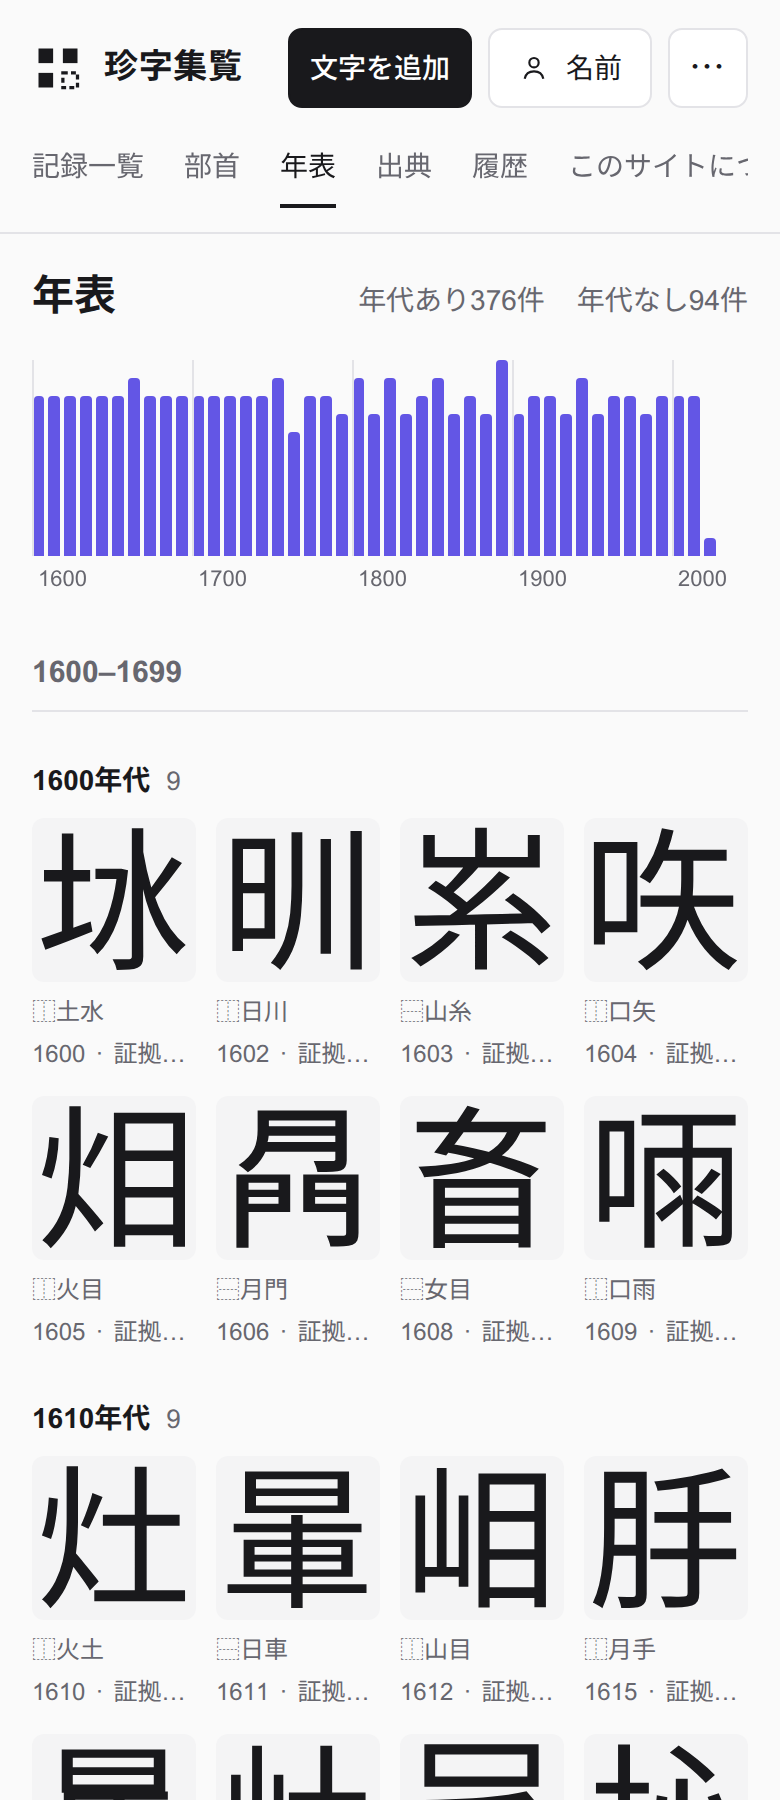 珍字集覧
文字を追加
名前
…
記録一覧 部首 年表 出典 履歴 このサイトにつ
年表
年代あり376件 年代なし94件
1600 1700 1800 1900 2000
1600–1699
1600年代 9
⿰土水 ⿰日川 ⿱山糸 ⿰口矢
1600 · 証拠… 1602 · 証拠… 1603 · 証拠… 1604 · 証拠…
⿰火目 ⿱月門 ⿱女目 ⿰口雨
1605 · 証拠… 1606 · 証拠… 1608 · 証拠… 1609 · 証拠…
1610年代 9
⿰火土 ⿱日車 ⿰山目 ⿰月手
1610 · 証拠… 1611 · 証拠… 1612 · 証拠… 1615 · 証拠…